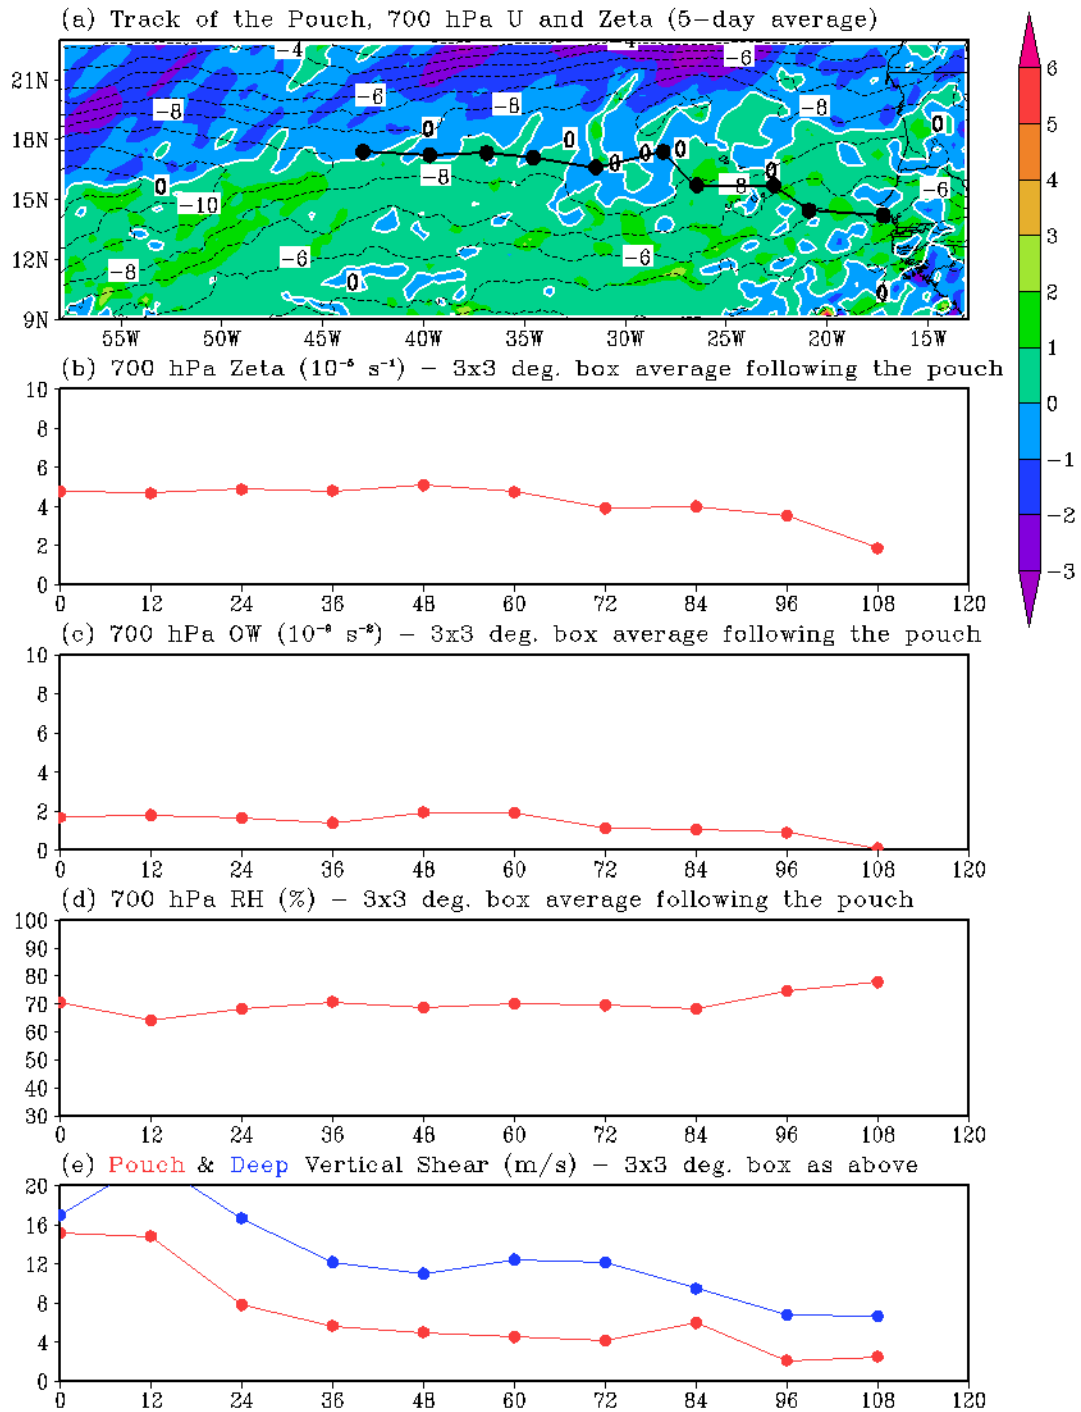 (a) Track of the Pouch, 700 hPa U and Zeta (5-day average)
21N
18N
15N
12N
9N
-4 -4 -6 -6 -8 -8 -8
0 0 0 0 0 0 0
-8 -8 -6
0 -10
-8 -6 -6
0 0
55W 50W 45W 40W 35W 30W 25W 20W 15W
6
5
4
3
2
1
0
-1
-2
-3
(b) 700 hPa Zeta (10⁻⁵ s⁻¹) - 3x3 deg. box average following the pouch
10
8
6
4
2
0
0 12 24 36 48 60 72 84 96 108 120
(c) 700 hPa OW (10⁻⁹ s⁻²) - 3x3 deg. box average following the pouch
10
8
6
4
2
0
0 12 24 36 48 60 72 84 96 108 120
(d) 700 hPa RH (%) - 3x3 deg. box average following the pouch
100
90
80
70
60
50
40
30
0 12 24 36 48 60 72 84 96 108 120
(e) Pouch & Deep Vertical Shear (m/s) - 3x3 deg. box as above
20
16
12
8
4
0
0 12 24 36 48 60 72 84 96 108 120